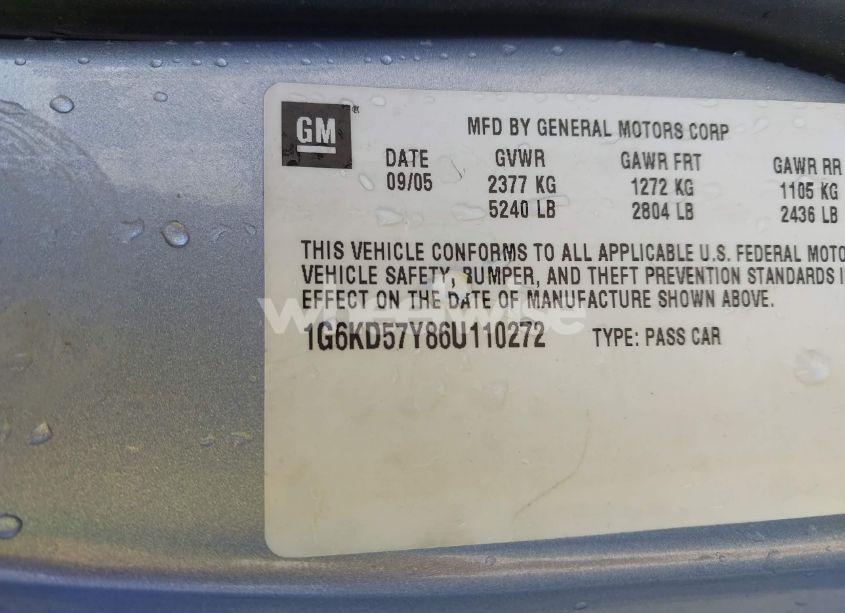 GM
MFD BY GENERAL MOTORS CORP
DATE GVWR GAWR FRT GAWR RR
09/05 2377 KG 1272 KG 1105 KG
5240 LB 2804 LB 2436 LB
THIS VEHICLE CONFORMS TO ALL APPLICABLE U.S. FEDERAL MOTO
VEHICLE SAFETY, BUMPER, AND THEFT PREVENTION STANDARDS I
EFFECT ON THE DATE OF MANUFACTURE SHOWN ABOVE.
wheelwise
1G6KD57Y86U110272 TYPE: PASS CAR